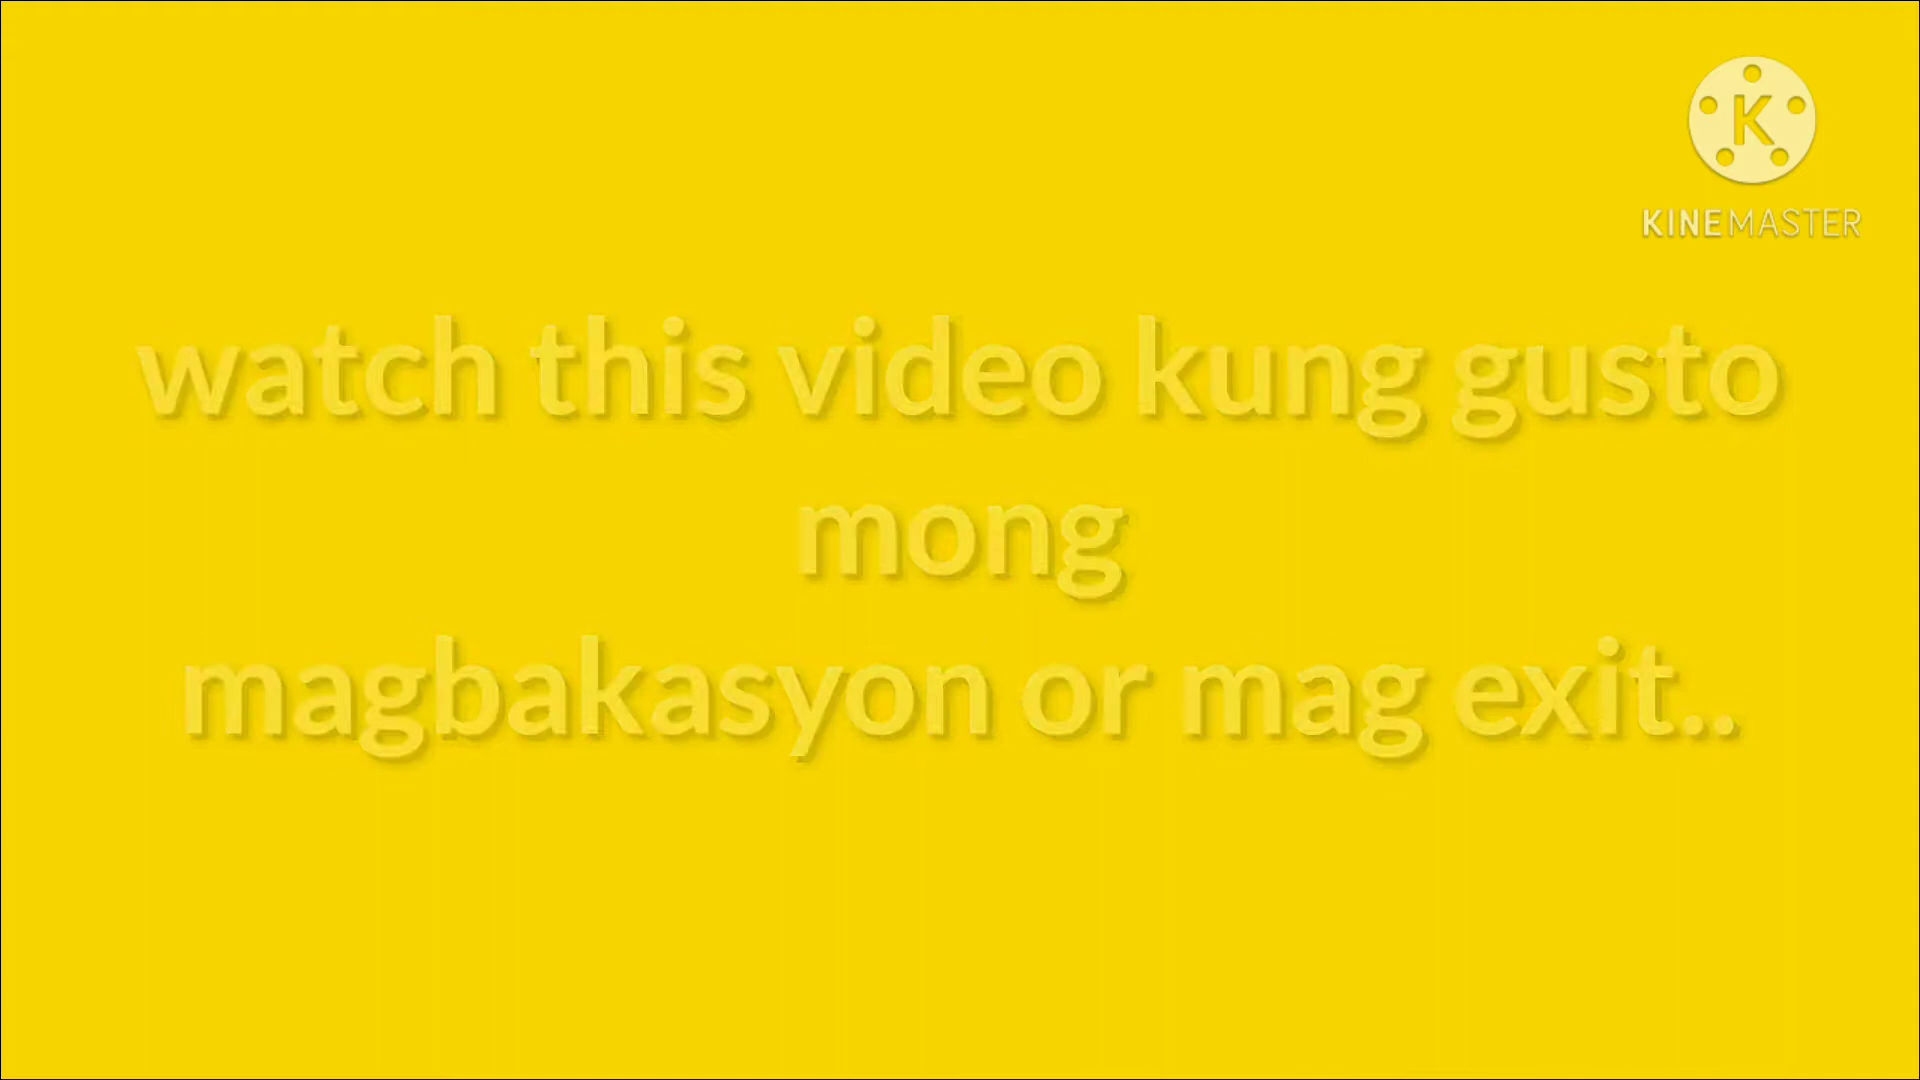 K
KINEMASTER
watch this video kung gusto
mong
magbakasyon or mag exit..